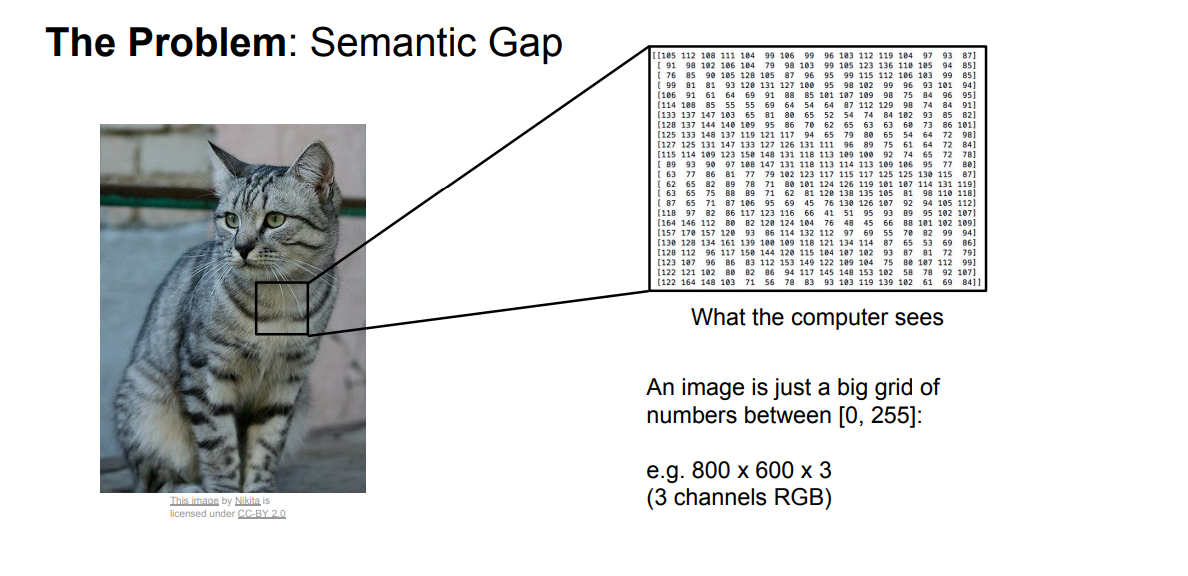 The Problem: Semantic Gap
[[105 112 108 111 104 99 106 99 96 103 112 119 104 97 93 87]
[ 91 98 102 106 104 79 98 103 99 105 123 136 110 105 94 85]
[ 76 85 90 105 128 105 87 96 95 99 115 112 106 103 99 85]
[ 99 81 81 93 120 131 127 100 95 98 102 99 96 93 101 94]
[106 91 61 64 69 91 88 85 101 107 109 98 75 84 96 95]
[114 108 85 55 55 69 64 54 64 87 112 129 98 74 84 91]
[133 137 147 103 65 81 80 65 52 54 74 84 102 93 85 82]
[128 137 144 140 109 95 86 70 62 65 63 63 60 73 86 101]
[125 133 148 137 119 121 117 94 65 79 80 65 54 64 72 98]
[127 125 131 147 133 127 126 131 111 96 89 75 61 64 72 84]
[115 114 109 123 150 148 131 118 113 109 100 92 74 65 72 78]
[ 89 93 90 97 108 147 131 118 113 114 113 109 106 95 77 80]
[ 63 77 86 81 77 79 102 123 117 115 117 125 125 130 115 87]
[ 62 65 82 89 78 71 80 101 124 126 119 101 107 114 131 119]
[ 63 65 75 88 89 71 62 81 120 138 135 105 81 98 110 118]
[ 87 65 71 87 106 95 69 45 76 130 126 107 92 94 105 112]
[118 97 82 86 117 123 116 66 41 51 95 93 89 95 102 107]
[164 146 112 80 82 120 124 104 76 48 45 66 88 101 102 109]
[157 170 157 120 93 86 114 132 112 97 69 55 70 82 99 94]
[130 128 134 161 139 100 109 118 121 134 114 87 65 53 69 86]
[128 112 96 117 150 144 120 115 104 107 102 93 87 81 72 79]
[123 107 96 86 83 112 153 149 122 109 104 75 80 107 112 99]
[122 121 102 80 82 86 94 117 145 148 153 102 58 78 92 107]
[122 164 148 103 71 56 78 83 93 103 119 139 102 61 69 84]]
What the computer sees
An image is just a big grid of
numbers between [0, 255]:
e.g. 800 x 600 x 3
(3 channels RGB)
This image by Nikita is
licensed under CC-BY 2.0